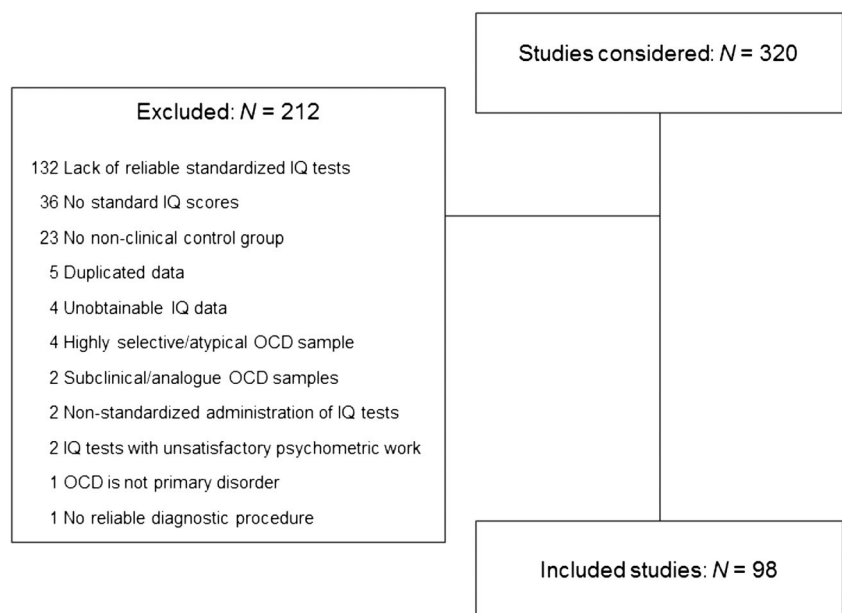 Studies considered: N = 320
Excluded: N = 212
132 Lack of reliable standardized IQ tests
36 No standard IQ scores
23 No non-clinical control group
5 Duplicated data
4 Unobtainable IQ data
4 Highly selective/atypical OCD sample
2 Subclinical/analogue OCD samples
2 Non-standardized administration of IQ tests
2 IQ tests with unsatisfactory psychometric work
1 OCD is not primary disorder
1 No reliable diagnostic procedure
Included studies: N = 98